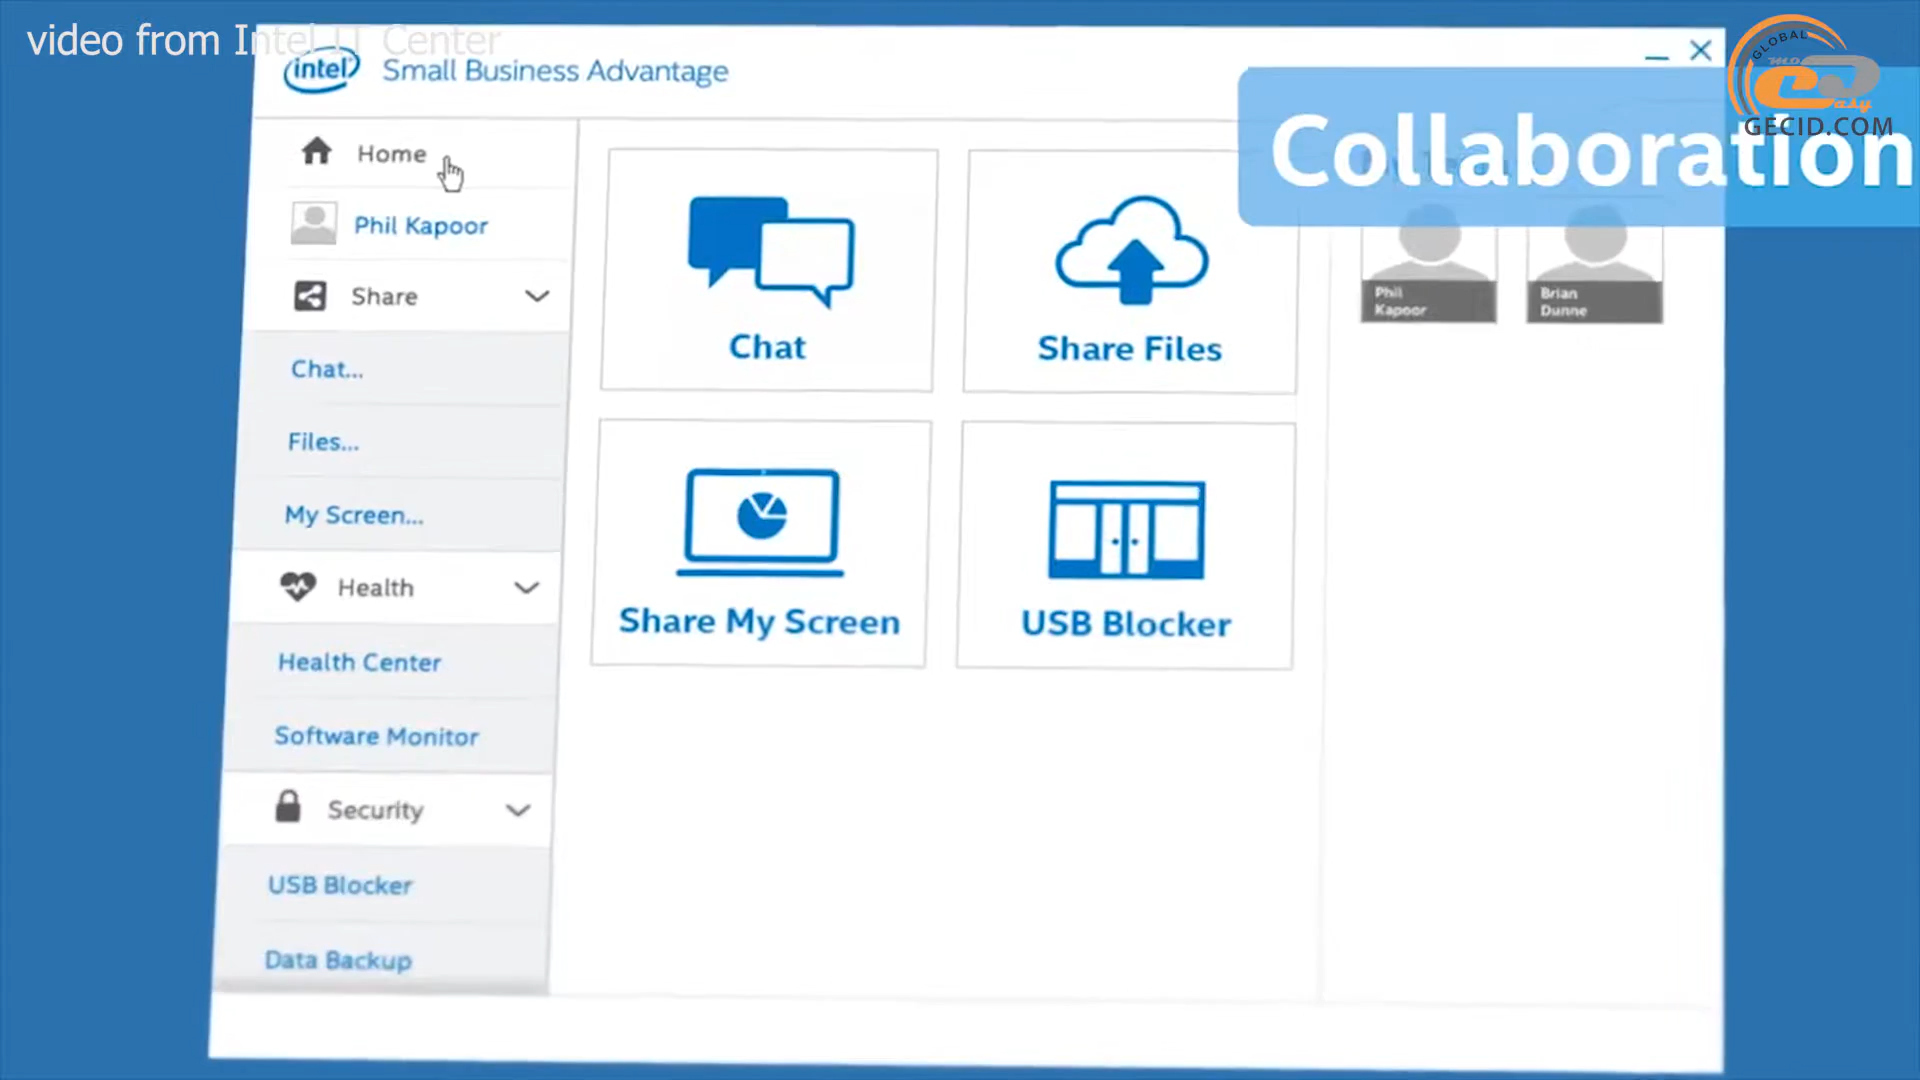 video from Intel IT Center
intel
Small Business Advantage
GLOBAL
easy
GECID.COM
Collaboration
Home
Phil Kapoor
Share
Chat...
Files...
My Screen...
Health
Health Center
Software Monitor
Security
USB Blocker
Data Backup
Chat
Share Files
Share My Screen
USB Blocker
Phil
Kapoor
Brian
Dunne